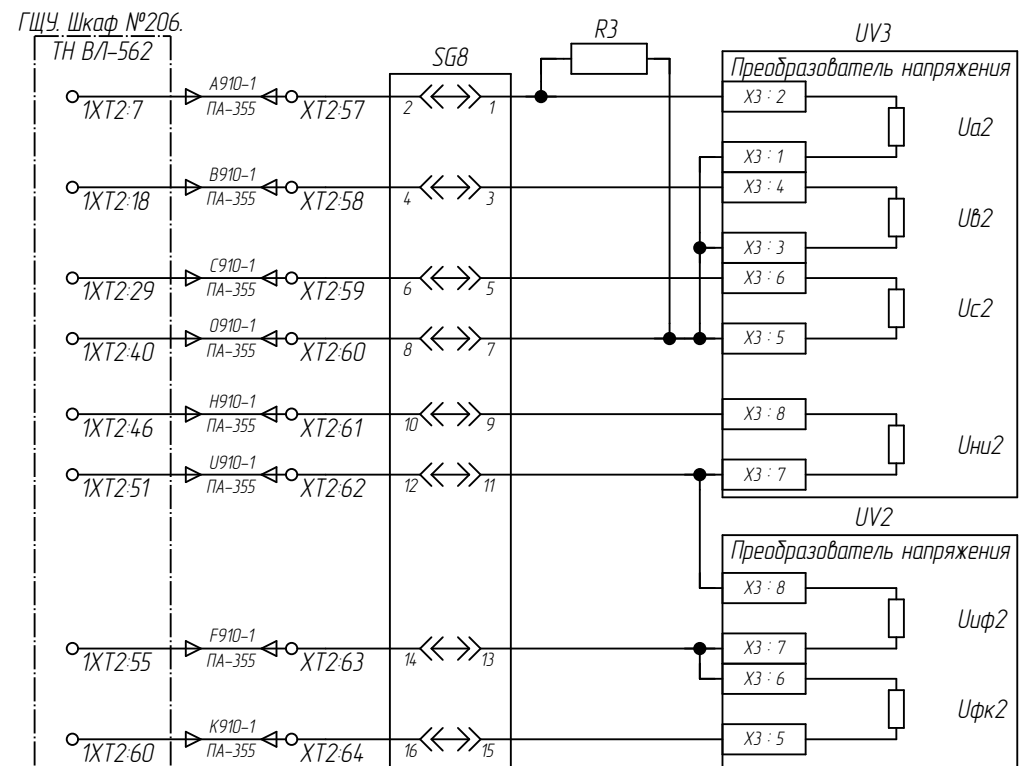 ГЩУ. Шкаф №206.
ТН ВЛ-562
SG8
R3
UV3
Преобразователь напряжения
1XT2:7
A910-1
ПА-355
XT2:57
2
1
X3 : 2
Uа2
X3 : 1
1XT2:18
B910-1
ПА-355
XT2:58
4
3
X3 : 4
Uв2
X3 : 3
1XT2:29
C910-1
ПА-355
XT2:59
6
5
X3 : 6
Uс2
1XT2:40
O910-1
ПА-355
XT2:60
8
7
X3 : 5
1XT2:46
H910-1
ПА-355
XT2:61
10
9
X3 : 8
Uни2
1XT2:51
U910-1
ПА-355
XT2:62
12
11
X3 : 7
UV2
Преобразователь напряжения
X3 : 8
Uиф2
1XT2:55
F910-1
ПА-355
XT2:63
14
13
X3 : 7
X3 : 6
Uфк2
1XT2:60
K910-1
ПА-355
XT2:64
16
15
X3 : 5